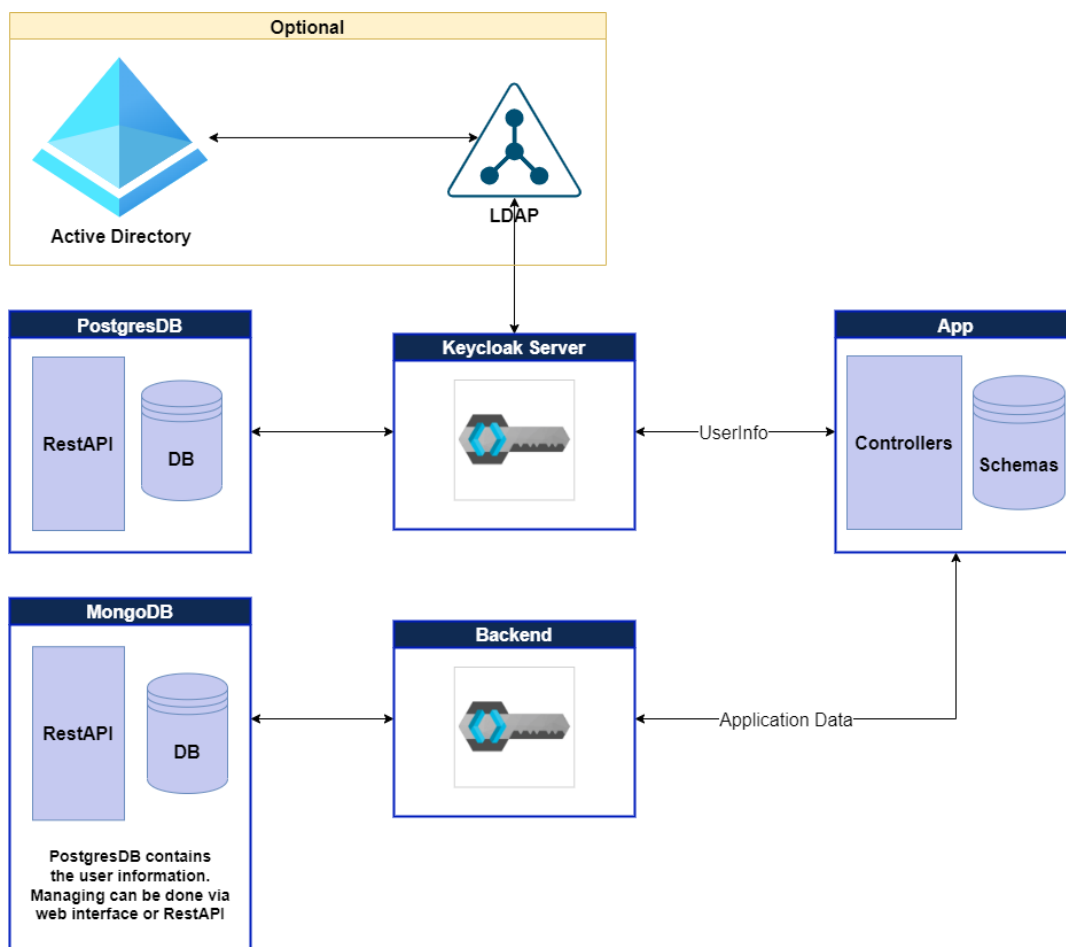 Optional
Active Directory
LDAP
PostgresDB
RestAPI
DB
Keycloak Server
UserInfo
App
Controllers
Schemas
MongoDB
RestAPI
DB
PostgresDB contains
the user information.
Managing can be done via
web interface or RestAPI
Backend
Application Data